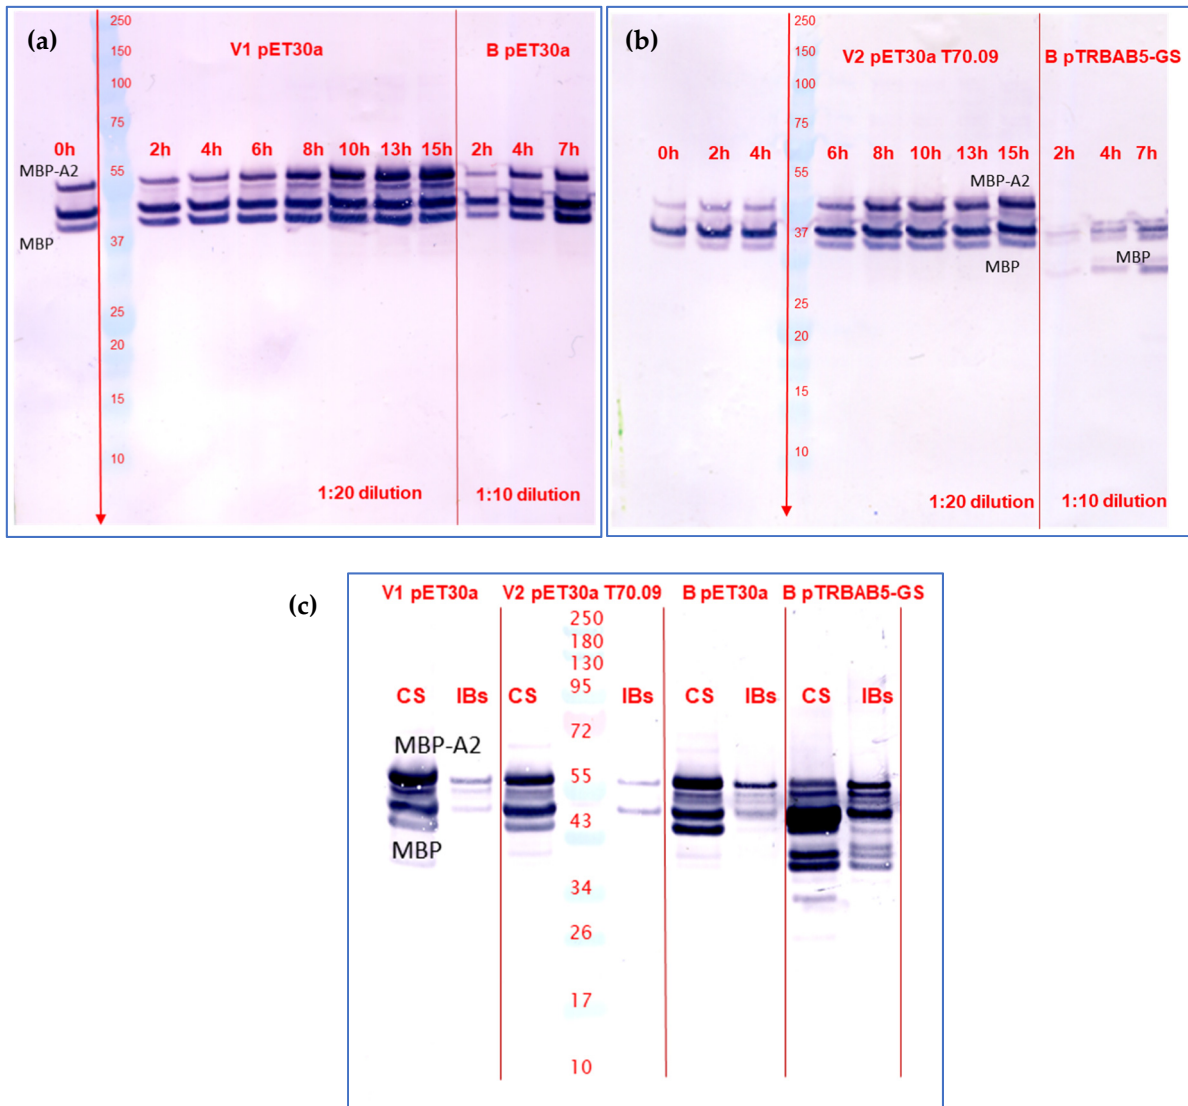 (a)
V1 pET30a
B pET30a
250
150
100
75
55
37
25
20
15
10
0h
2h
4h
6h
8h
10h
13h
15h
2h
4h
7h
MBP-A2
MBP
1:20 dilution
1:10 dilution
(b)
V2 pET30a T70.09
B pTRBAB5-GS
250
150
100
75
55
37
25
20
15
10
0h
2h
4h
6h
8h
10h
13h
15h
2h
4h
7h
MBP-A2
MBP
MBP
1:20 dilution
1:10 dilution
(c)
V1 pET30a
V2 pET30a T70.09
B pET30a
B pTRBAB5-GS
250
180
130
95
72
55
43
34
26
17
10
CS
IBs
CS
IBs
CS
IBs
CS
IBs
MBP-A2
MBP